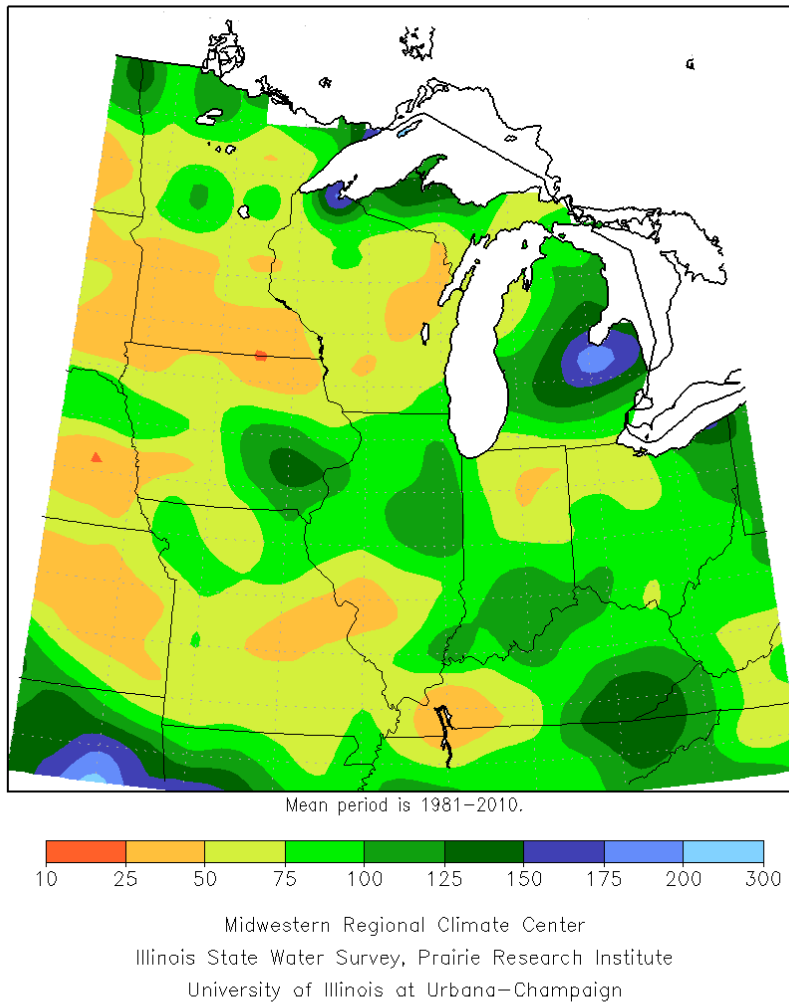 Mean period is 1981-2010.
10 25 50 75 100 125 150 175 200 300
Midwestern Regional Climate Center
Illinois State Water Survey, Prairie Research Institute
University of Illinois at Urbana-Champaign